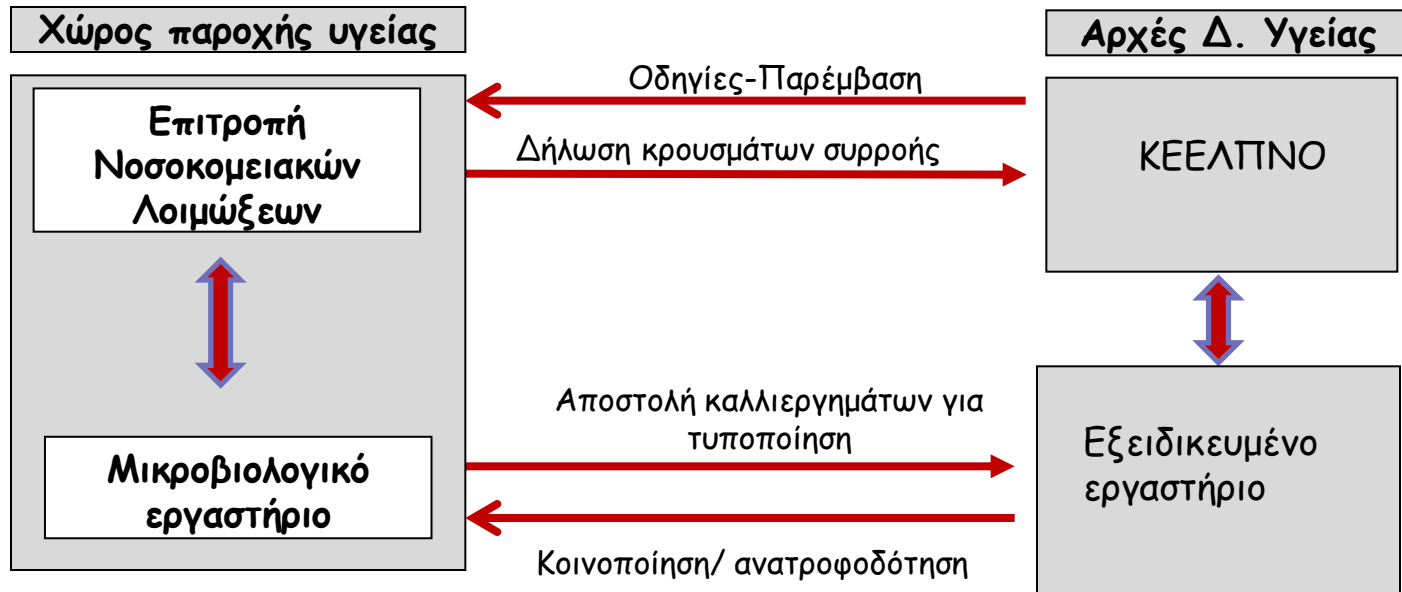 Χώρος παροχής υγείας
Αρχές Δ. Υγείας
Οδηγίες-Παρέμβαση
Επιτροπή
Νοσοκομειακών
Λοιμώξεων
Δήλωση κρουσμάτων συρροής
ΚΕΕΛΠΝΟ
Αποστολή καλλιεργημάτων για
τυποποίηση
Μικροβιολογικό
εργαστήριο
Εξειδικευμένο
εργαστήριο
Κοινοποίηση/ ανατροφοδότηση